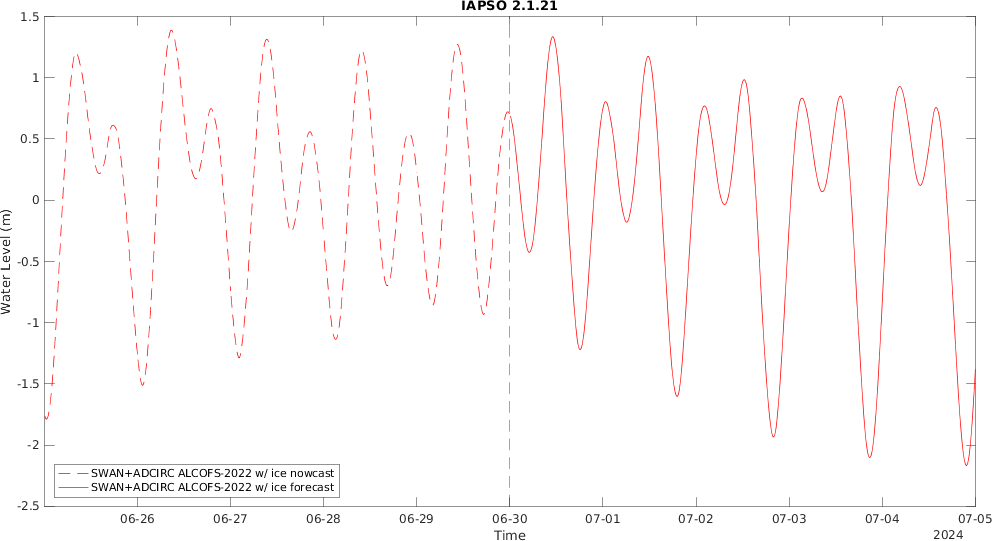 IAPSO 2.1.21
1.5
1
0.5
0
-0.5
-1
-1.5
-2
-2.5
Water Level (m)
SWAN+ADCIRC ALCOFS-2022 w/ ice nowcast
SWAN+ADCIRC ALCOFS-2022 w/ ice forecast
06-26 06-27 06-28 06-29 06-30 07-01 07-02 07-03 07-04 07-05
Time
2024